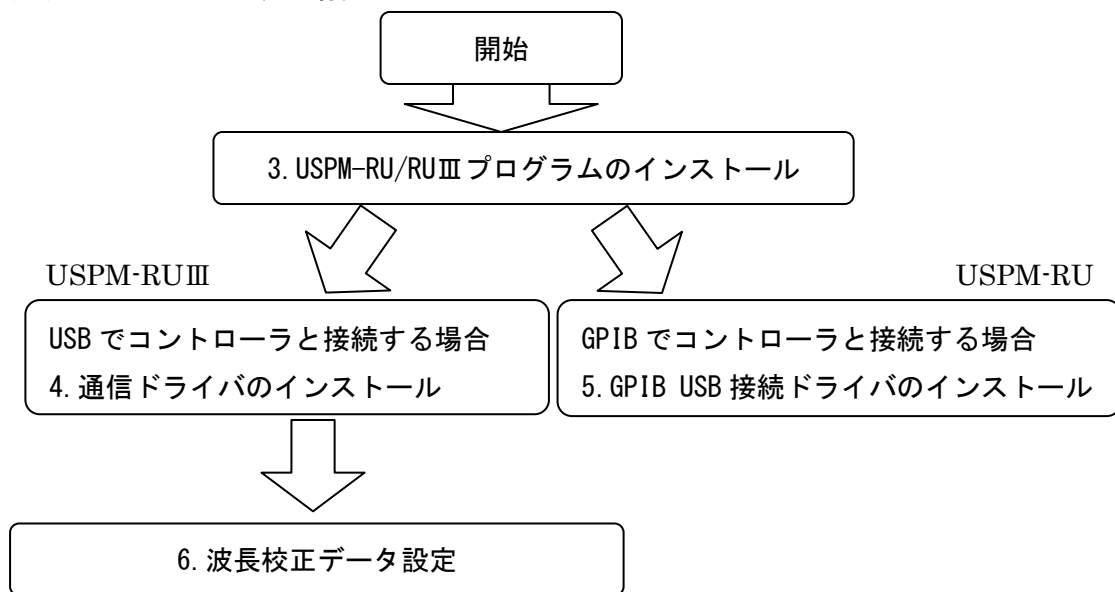 開始
3.USPM-RU/RUⅢプログラムのインストール
USPM-RUⅢ
USPM-RU
USBでコントローラと接続する場合
4.通信ドライバのインストール
GPIBでコントローラと接続する場合
5.GPIB USB接続ドライバのインストール
6.波長校正データ設定